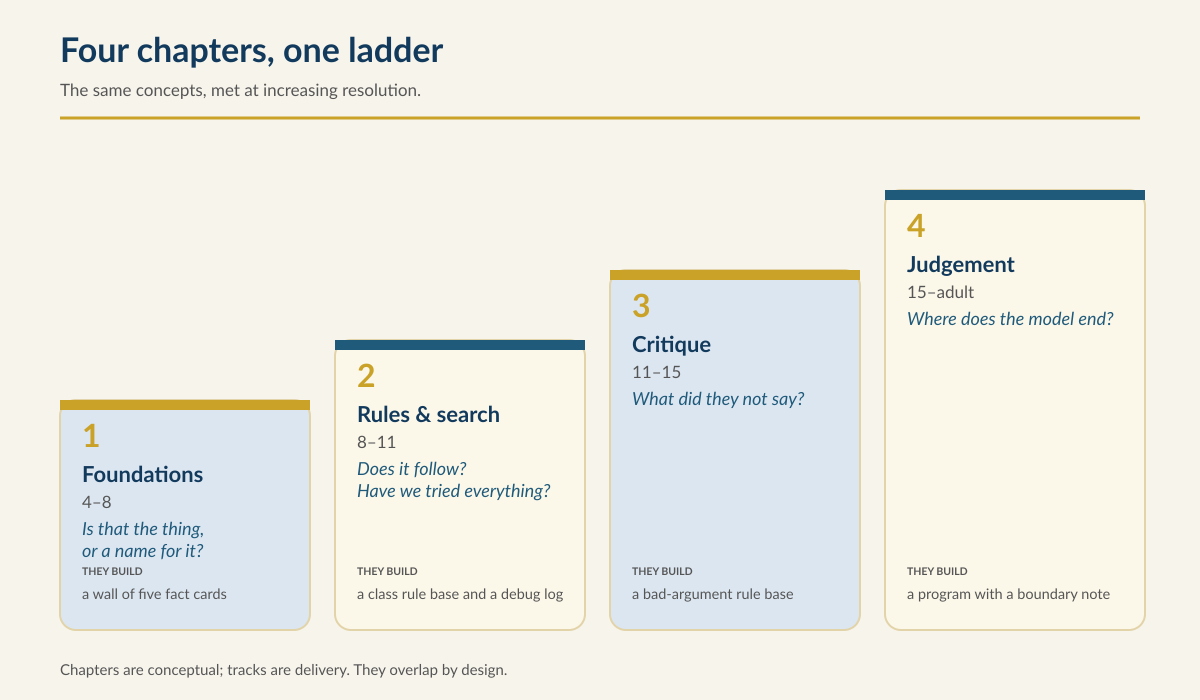 Four chapters, one ladder
The same concepts, met at increasing resolution.
1
Foundations
4–8
Is that the thing,
or a name for it?
THEY BUILD
a wall of five fact cards
2
Rules & search
8–11
Does it follow?
Have we tried everything?
THEY BUILD
a class rule base and a debug log
3
Critique
11–15
What did they not say?
THEY BUILD
a bad-argument rule base
4
Judgement
15–adult
Where does the model end?
THEY BUILD
a program with a boundary note
Chapters are conceptual; tracks are delivery. They overlap by design.